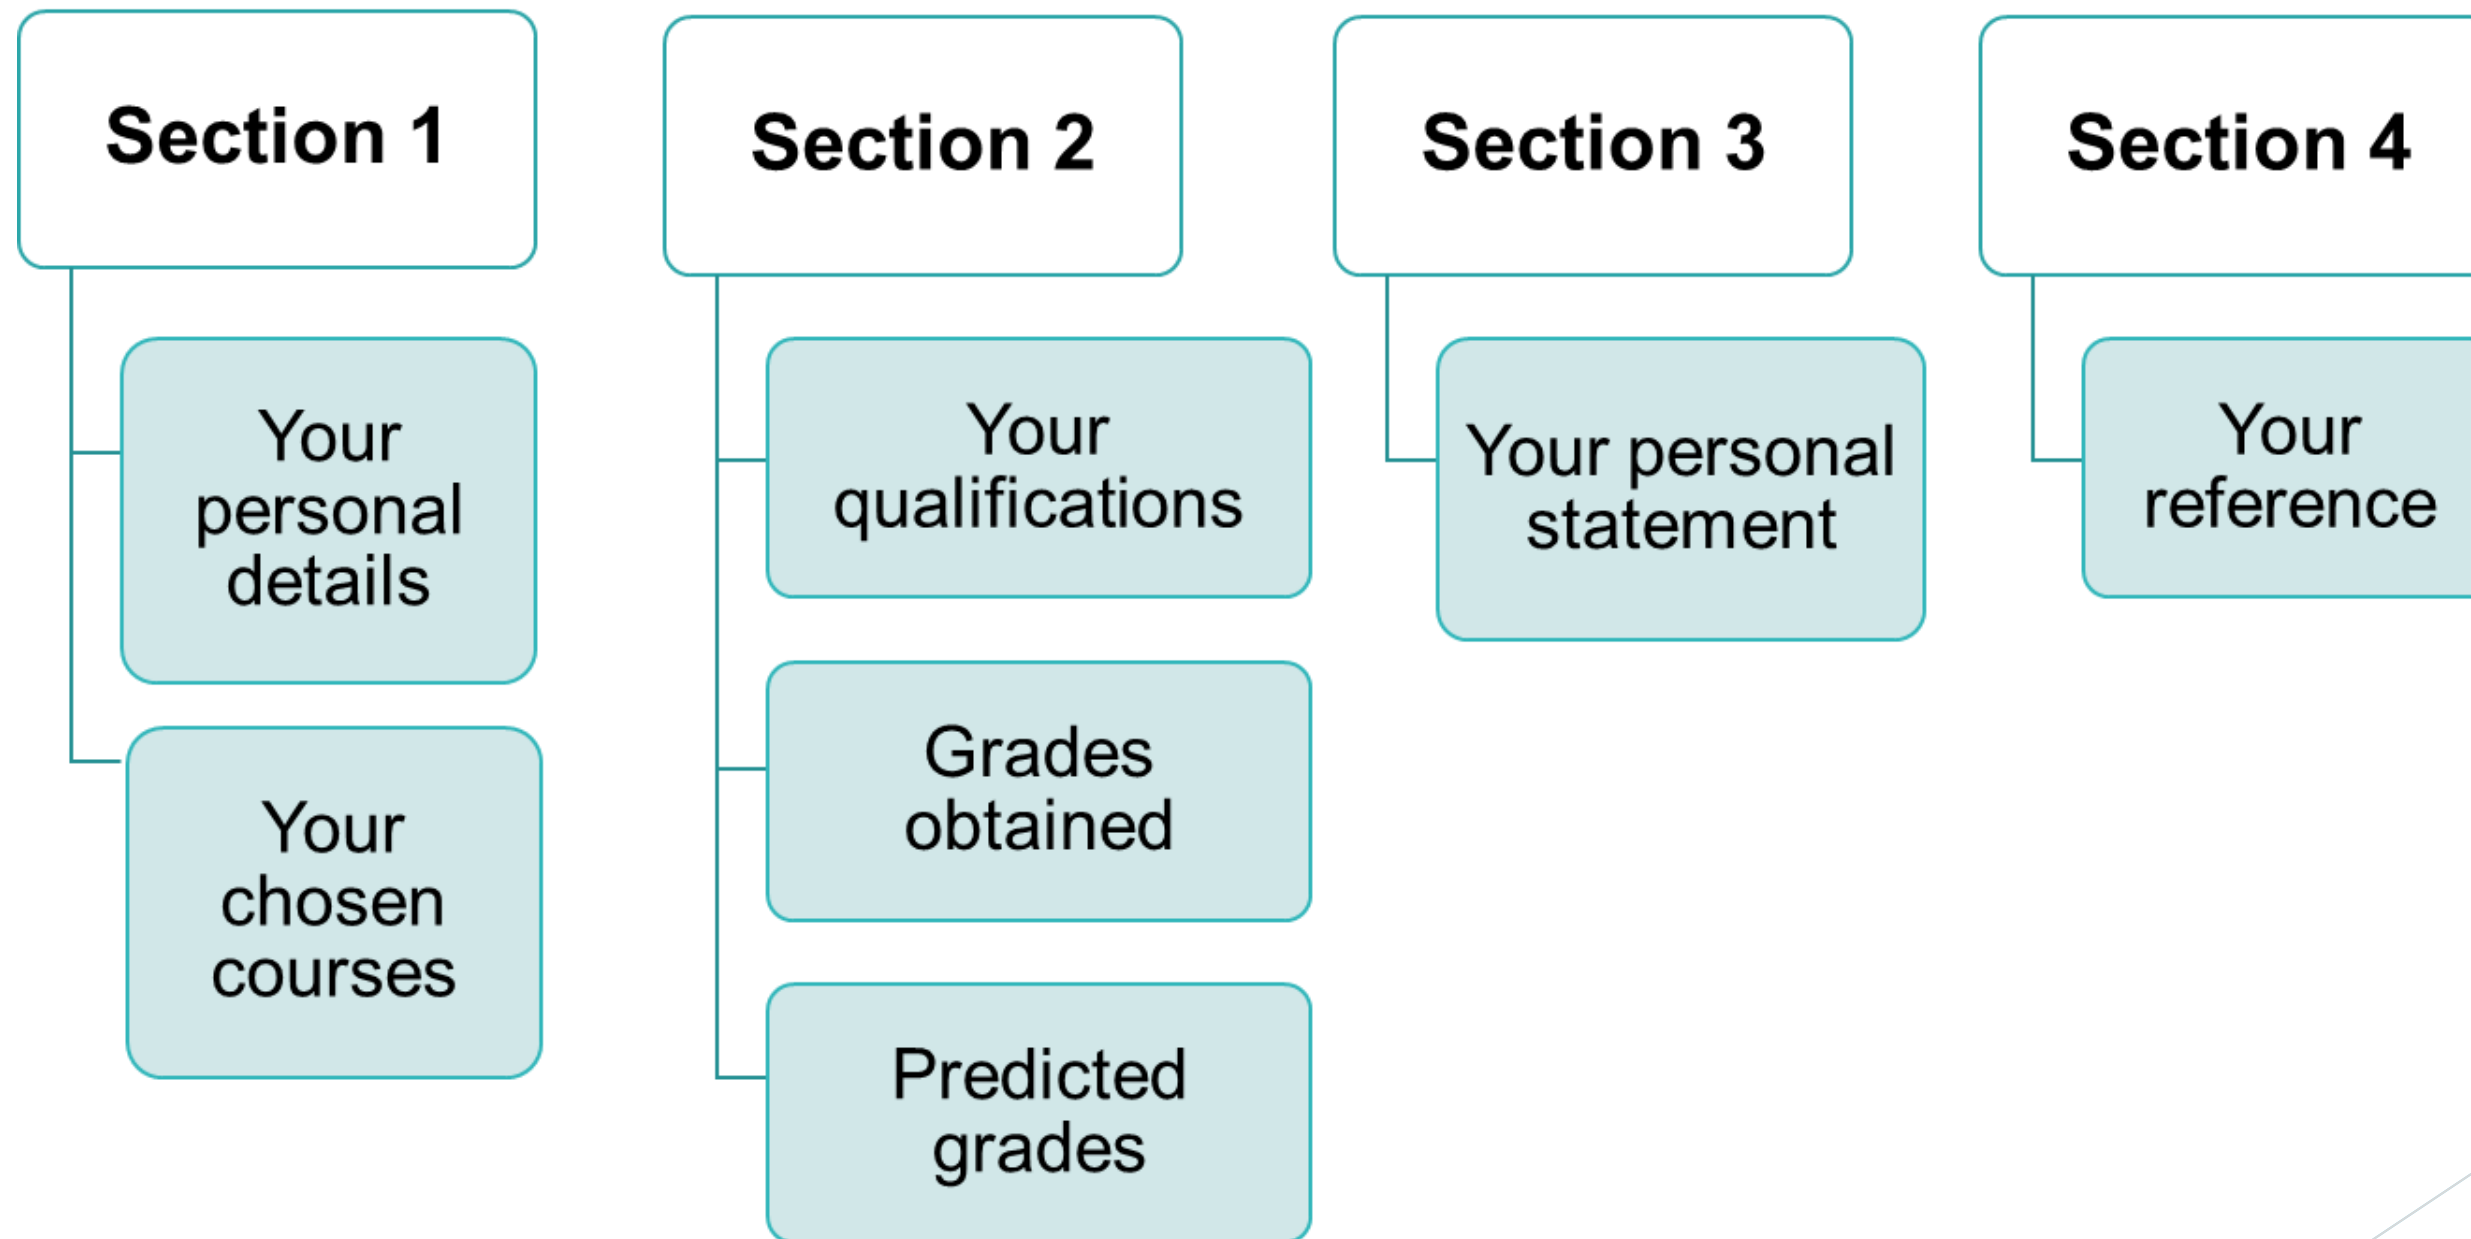 Section 1
Your
personal
details
Your
chosen
courses
Section 2
Your
qualifications
Grades
obtained
Predicted
grades
Section 3
Your personal
statement
Section 4
Your
reference